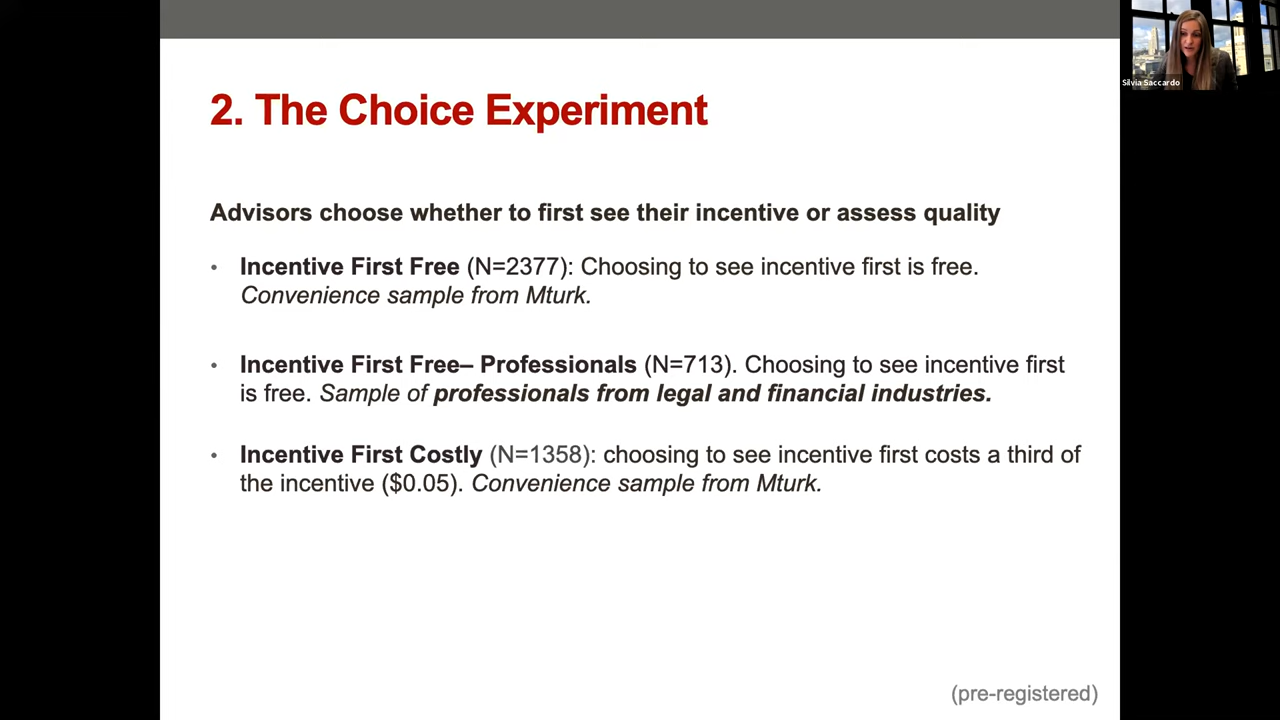 Silvia Saccardo
2. The Choice Experiment
Advisors choose whether to first see their incentive or assess quality
• Incentive First Free (N=2377): Choosing to see incentive first is free.
Convenience sample from Mturk.
• Incentive First Free– Professionals (N=713). Choosing to see incentive first
is free. Sample of professionals from legal and financial industries.
• Incentive First Costly (N=1358): choosing to see incentive first costs a third of
the incentive ($0.05). Convenience sample from Mturk.
(pre-registered)